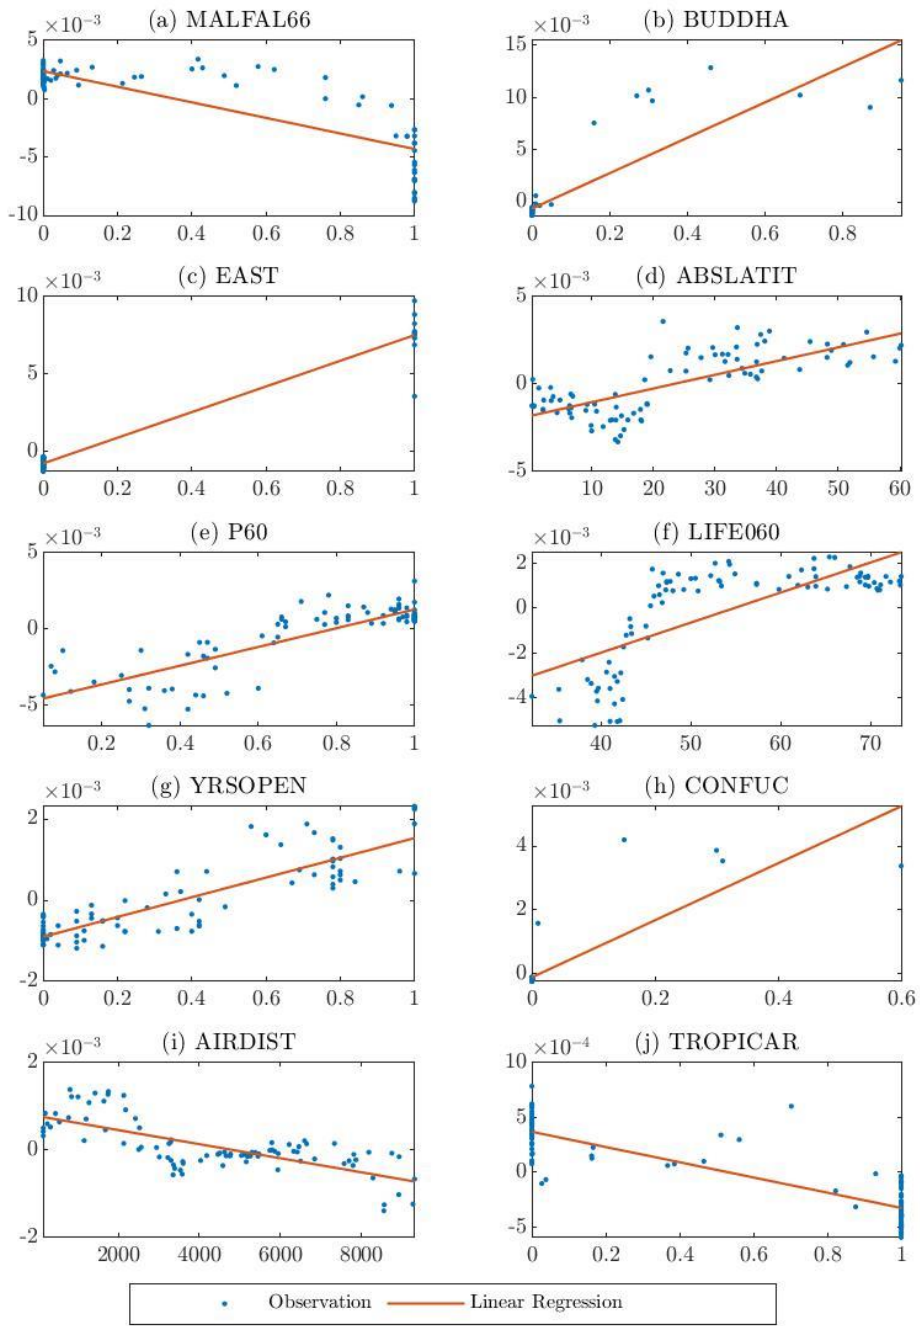 (a) MALFAL66
×10⁻³
5
0
-5
-10
0 0.2 0.4 0.6 0.8 1
(b) BUDDHA
×10⁻³
15
10
5
0
0 0.2 0.4 0.6 0.8
(c) EAST
×10⁻³
10
5
0
0 0.2 0.4 0.6 0.8 1
(d) ABSLATIT
×10⁻³
5
0
-5
10 20 30 40 50 60
(e) P60
×10⁻³
5
0
-5
0.2 0.4 0.6 0.8 1
(f) LIFE060
×10⁻³
2
0
-2
-4
40 50 60 70
(g) YRSOPEN
×10⁻³
2
0
-2
0 0.2 0.4 0.6 0.8 1
(h) CONFUC
×10⁻³
4
2
0
0 0.2 0.4 0.6
(i) AIRDIST
×10⁻³
2
0
-2
2000 4000 6000 8000
(j) TROPICAR
×10⁻⁴
10
5
0
-5
0 0.2 0.4 0.6 0.8 1
Observation Linear Regression